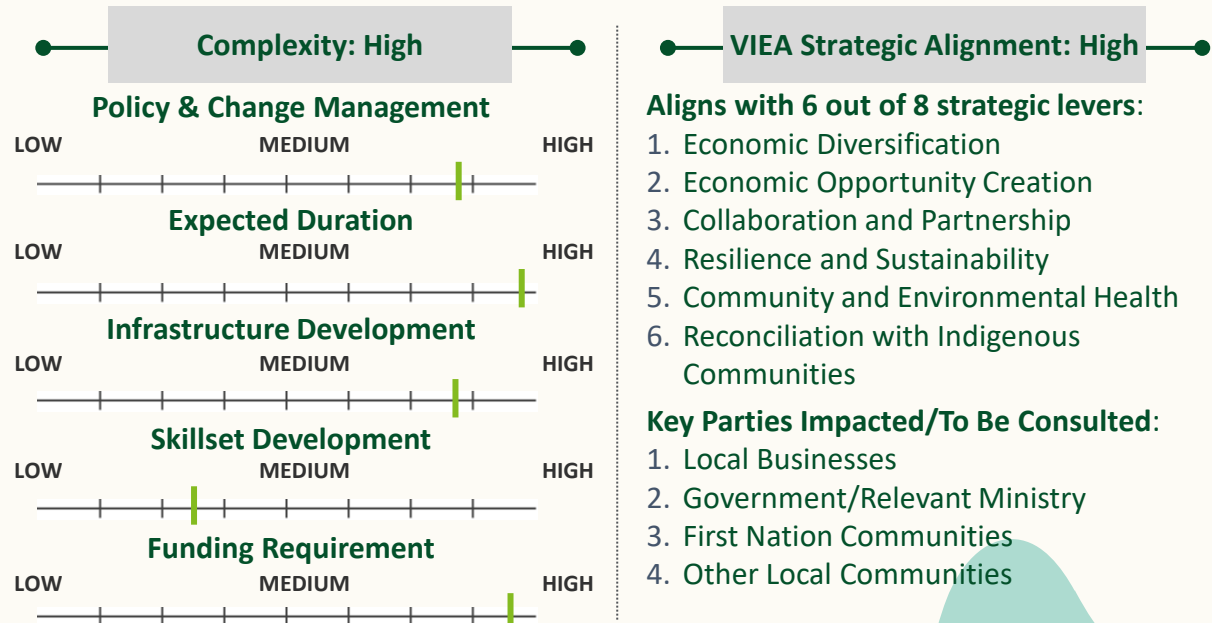 Complexity: High
Policy & Change Management
LOW MEDIUM HIGH
Expected Duration
LOW MEDIUM HIGH
Infrastructure Development
LOW MEDIUM HIGH
Skillset Development
LOW MEDIUM HIGH
Funding Requirement
LOW MEDIUM HIGH
VIEA Strategic Alignment: High
Aligns with 6 out of 8 strategic levers:
1. Economic Diversification
2. Economic Opportunity Creation
3. Collaboration and Partnership
4. Resilience and Sustainability
5. Community and Environmental Health
6. Reconciliation with Indigenous
Communities
Key Parties Impacted/To Be Consulted:
1. Local Businesses
2. Government/Relevant Ministry
3. First Nation Communities
4. Other Local Communities